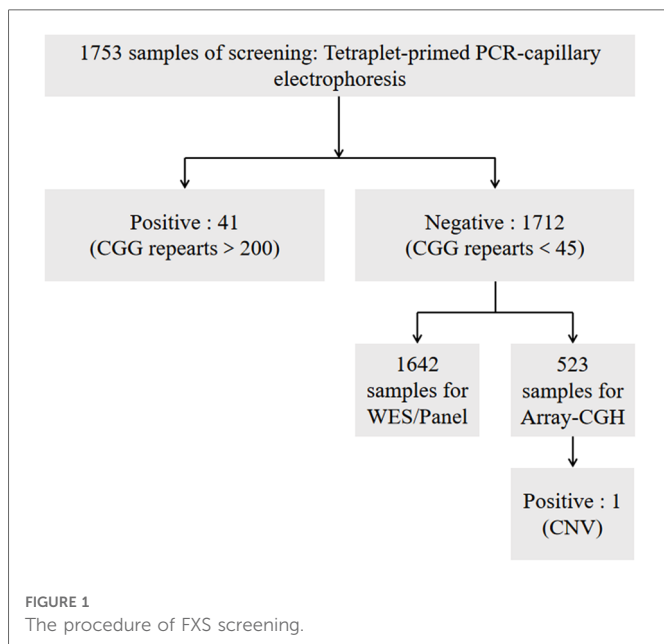 1753 samples of screening: Tetraplet-primed PCR-capillary
electrophoresis
Positive : 41
(CGG repearts > 200)
Negative : 1712
(CGG repearts < 45)
1642
samples for
WES/Panel
523
samples for
Array-CGH
Positive : 1
(CNV)
FIGURE 1
The procedure of FXS screening.